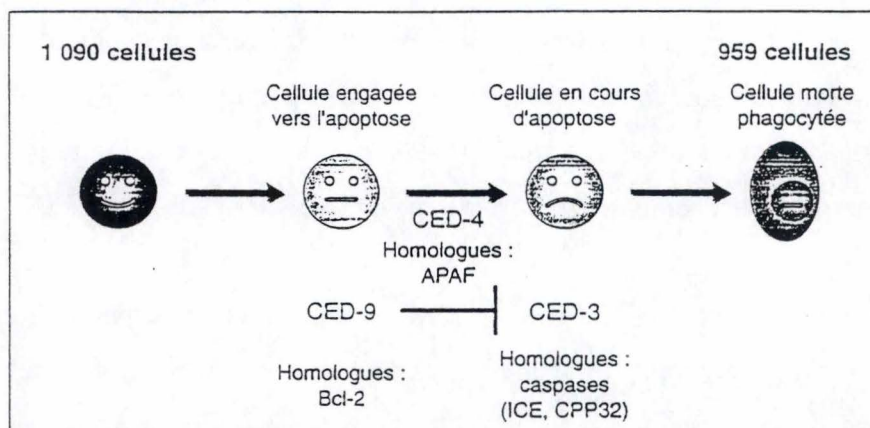 1 090 cellules
959 cellules
Cellule engagée
vers l'apoptose
Cellule en cours
d'apoptose
Cellule morte
phagocytée
CED-4
Homologues :
APAF
CED-9
CED-3
Homologues :
Bcl-2
Homologues :
caspases
(ICE, CPP32)